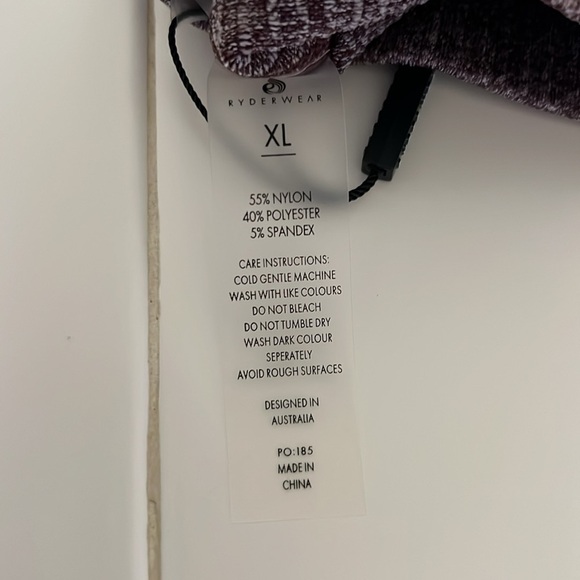 RYDERWEAR
XL
55% NYLON
40% POLYESTER
5% SPANDEX
CARE INSTRUCTIONS:
COLD GENTLE MACHINE
WASH WITH LIKE COLOURS
DO NOT BLEACH
DO NOT TUMBLE DRY
WASH DARK COLOUR
SEPERATELY
AVOID ROUGH SURFACES
DESIGNED IN
AUSTRALIA
PO:185
MADE IN
CHINA